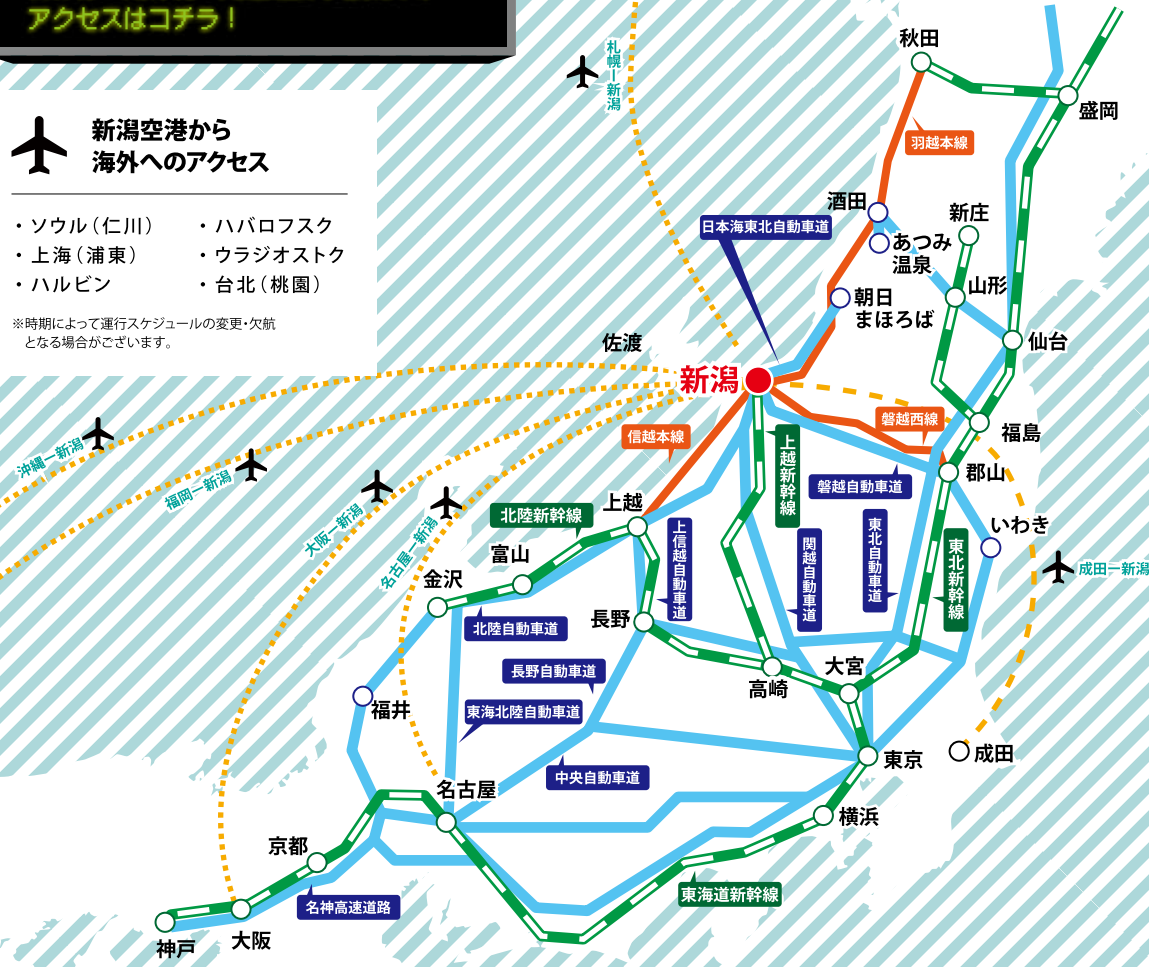 アクセスはコチラ！
新潟空港から
海外へのアクセス
・ソウル（仁川）
・上海（浦東）
・ハルビン
・ハバロフスク
・ウラジオストク
・台北（桃園）
※時期によって運行スケジュールの変更・欠航
となる場合がございます。
札幌ー新潟
秋田
盛岡
羽越本線
酒田
新庄
日本海東北自動車道
あつみ
温泉
山形
朝日
まほろば
仙台
佐渡
新潟
信越本線
磐越西線
福島
上越新幹線
磐越自動車道
郡山
沖縄ー新潟
福岡ー新潟
大阪ー新潟
名古屋ー新潟
上越
北陸新幹線
富山
上信越自動車道
関越自動車道
東北自動車道
東北新幹線
いわき
成田ー新潟
金沢
北陸自動車道
長野
長野自動車道
高崎
大宮
福井
東海北陸自動車道
中央自動車道
東京
成田
名古屋
横浜
京都
東海道新幹線
名神高速道路
神戸
大阪